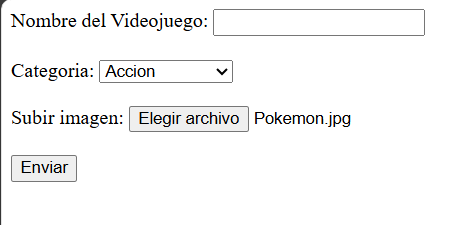 Nombre del Videojuego:
Categoria: Accion
Subir imagen: Elegir archivo Pokemon.jpg
Enviar